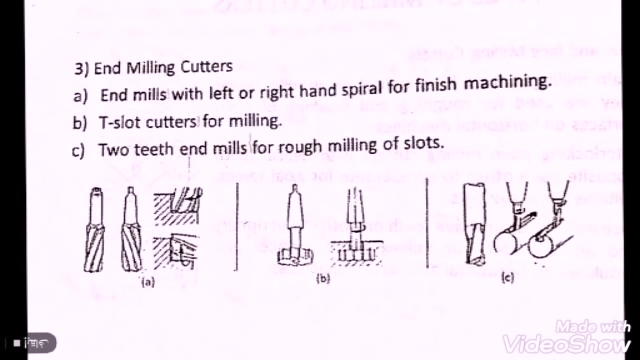 3) End Milling Cutters
a) End mills with left or right hand spiral for finish machining.
b) T-slot cutters for milling.
c) Two teeth end mills for rough milling of slots.
(a) (b) (c)
Made with
VideoShow